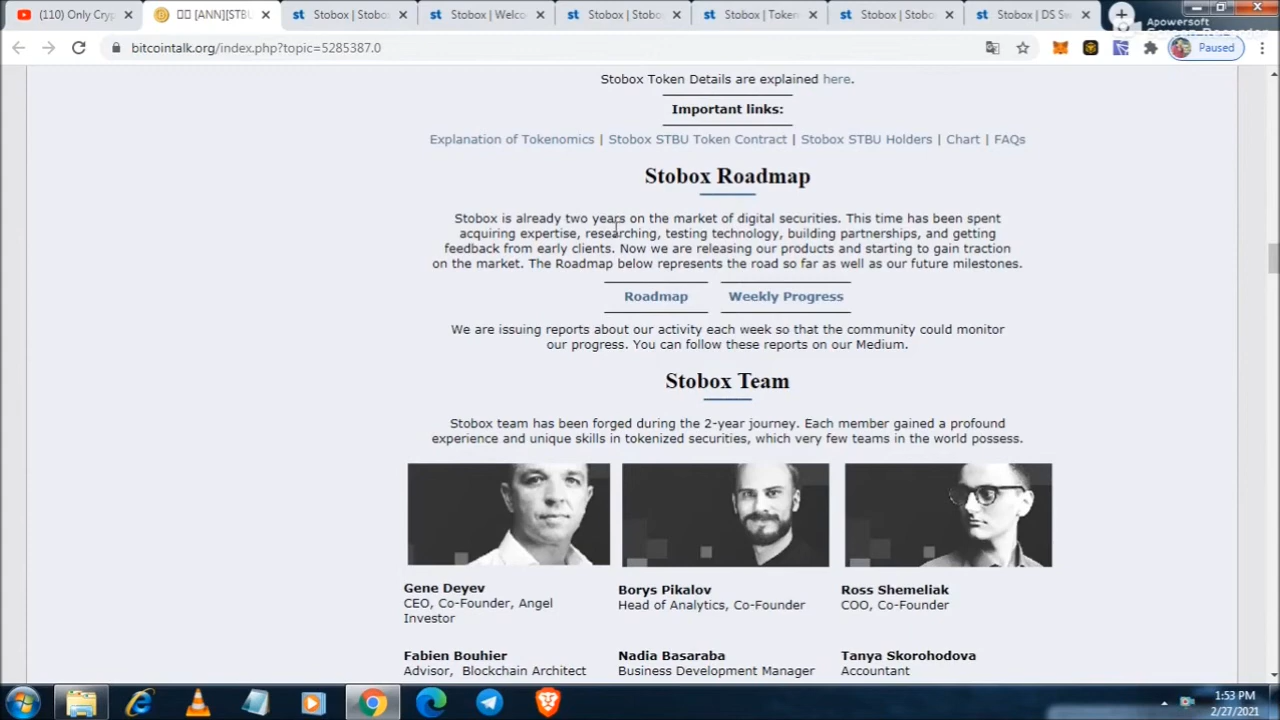 (110) Only Cryp
[ANN][STBU
Stobox | Stobo
Stobox | Welco
Stobox | Stobo
Stobox | Token
Stobox | Stobo
Stobox | DS Sw
Apowersoft
Screen Recorder
bitcointalk.org/index.php?topic=5285387.0
Paused
Stobox Token Details are explained here.
Important links:
Explanation of Tokenomics | Stobox STBU Token Contract | Stobox STBU Holders | Chart | FAQs
Stobox Roadmap
Stobox is already two years on the market of digital securities. This time has been spent
acquiring expertise, researching, testing technology, building partnerships, and getting
feedback from early clients. Now we are releasing our products and starting to gain traction
on the market. The Roadmap below represents the road so far as well as our future milestones.
Roadmap Weekly Progress
We are issuing reports about our activity each week so that the community could monitor
our progress. You can follow these reports on our Medium.
Stobox Team
Stobox team has been forged during the 2-year journey. Each member gained a profound
experience and unique skills in tokenized securities, which very few teams in the world possess.
Gene Deyev
CEO, Co-Founder, Angel
Investor
Borys Pikalov
Head of Analytics, Co-Founder
Ross Shemeliak
COO, Co-Founder
Fabien Bouhier
Advisor, Blockchain Architect
Nadia Basaraba
Business Development Manager
Tanya Skorohodova
Accountant
1:53 PM
2/27/2021